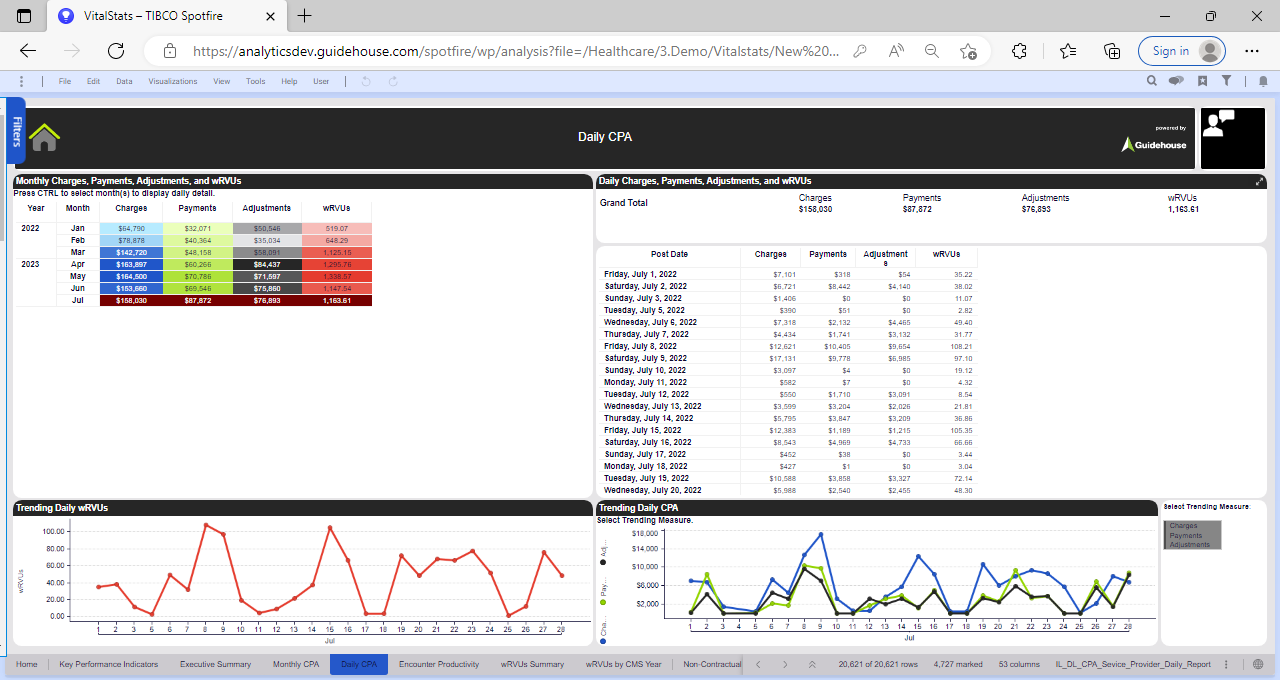 VitalStats – TIBCO Spotfire
https://analyticsdev.guidehouse.com/spotfire/wp/analysis?file=/Healthcare/3.Demo/Vitalstats/New%20...
Sign in
File Edit Data Visualizations View Tools Help User
Filters
Daily CPA
powered by
Guidehouse
Monthly Charges, Payments, Adjustments, and wRVUs
Press CTRL to select month(s) to display daily detail.
Year Month Charges Payments Adjustments wRVUs
2022 Jan $64,790 $32,071 $50,546 519.07
Feb $78,878 $40,364 $35,034 648.29
Mar $142,720 $48,158 $58,091 1,125.15
2023 Apr $163,897 $60,266 $84,437 1,295.76
May $164,500 $70,786 $71,597 1,338.57
Jun $153,660 $69,546 $75,860 1,147.54
Jul $158,030 $87,872 $76,893 1,163.61
Daily Charges, Payments, Adjustments, and wRVUs
Grand Total
Charges Payments Adjustments wRVUs
$158,030 $87,872 $76,893 1,163.61
Post Date Charges Payments Adjustment
s wRVUs
Friday, July 1, 2022 $7,101 $318 $54 35.22
Saturday, July 2, 2022 $6,721 $8,442 $4,140 38.02
Sunday, July 3, 2022 $1,406 $0 $0 11.07
Tuesday, July 5, 2022 $390 $51 $0 2.82
Wednesday, July 6, 2022 $7,318 $2,132 $4,465 49.40
Thursday, July 7, 2022 $4,434 $1,741 $3,132 31.77
Friday, July 8, 2022 $12,621 $10,405 $9,654 108.21
Saturday, July 9, 2022 $17,131 $9,778 $6,985 97.10
Sunday, July 10, 2022 $3,097 $4 $0 19.12
Monday, July 11, 2022 $582 $7 $0 4.32
Tuesday, July 12, 2022 $550 $1,710 $3,091 8.54
Wednesday, July 13, 2022 $3,599 $3,204 $2,026 21.81
Thursday, July 14, 2022 $5,795 $3,847 $3,209 36.86
Friday, July 15, 2022 $12,383 $1,189 $1,215 105.35
Saturday, July 16, 2022 $8,543 $4,969 $4,733 66.66
Sunday, July 17, 2022 $452 $38 $0 3.44
Monday, July 18, 2022 $427 $1 $0 3.04
Tuesday, July 19, 2022 $10,588 $3,858 $3,327 72.14
Wednesday, July 20, 2022 $5,988 $2,540 $2,455 48.30
Trending Daily wRVUs
wRVUs
100.00
80.00
60.00
40.00
20.00
0.00
1 2 3 5 6 7 8 9 10 11 12 13 14 15 16 17 18 19 20 21 22 23 24 25 26 27 28
Jul
Trending Daily CPA
Select Trending Measure.
Adj...
Pay...
Cha...
$18,000
$14,000
$10,000
$6,000
$2,000
1 2 3 4 5 6 7 8 9 10 11 12 13 14 15 16 17 18 19 20 21 22 23 24 25 26 27 28
Jul
Select Trending Measure:
Charges
Payments
Adjustments
Home Key Performance Indicators Executive Summary Monthly CPA Daily CPA Encounter Productivity wRVUs Summary wRVUs by CMS Year Non-Contractual 20,621 of 20,621 rows 4,727 marked 53 columns IL_DL_CPA_Sevice_Provider_Daily_Report